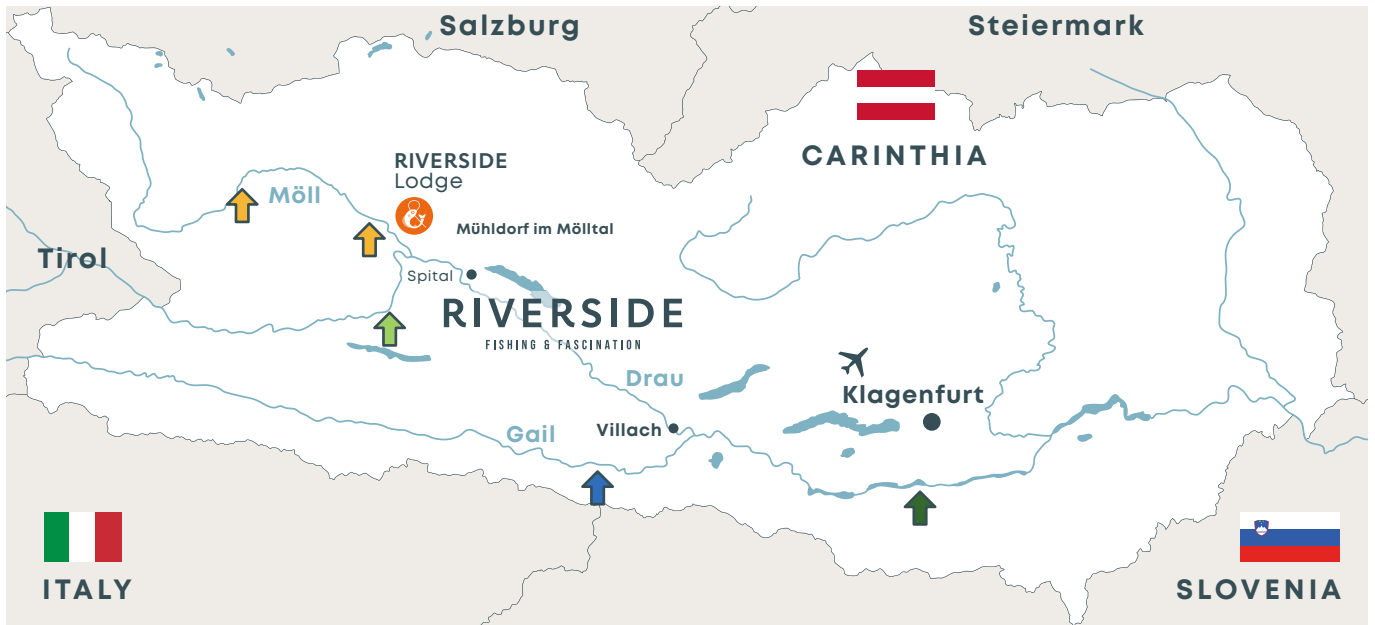 Salzburg
Steiermark
CARINTHIA
RIVERSIDE
Lodge
&
Möll
Mühldorf im Mölltal
Tirol
Spital
RIVERSIDE
FISHING & FASCINATION
Drau
Klagenfurt
Gail
Villach
ITALY
SLOVENIA